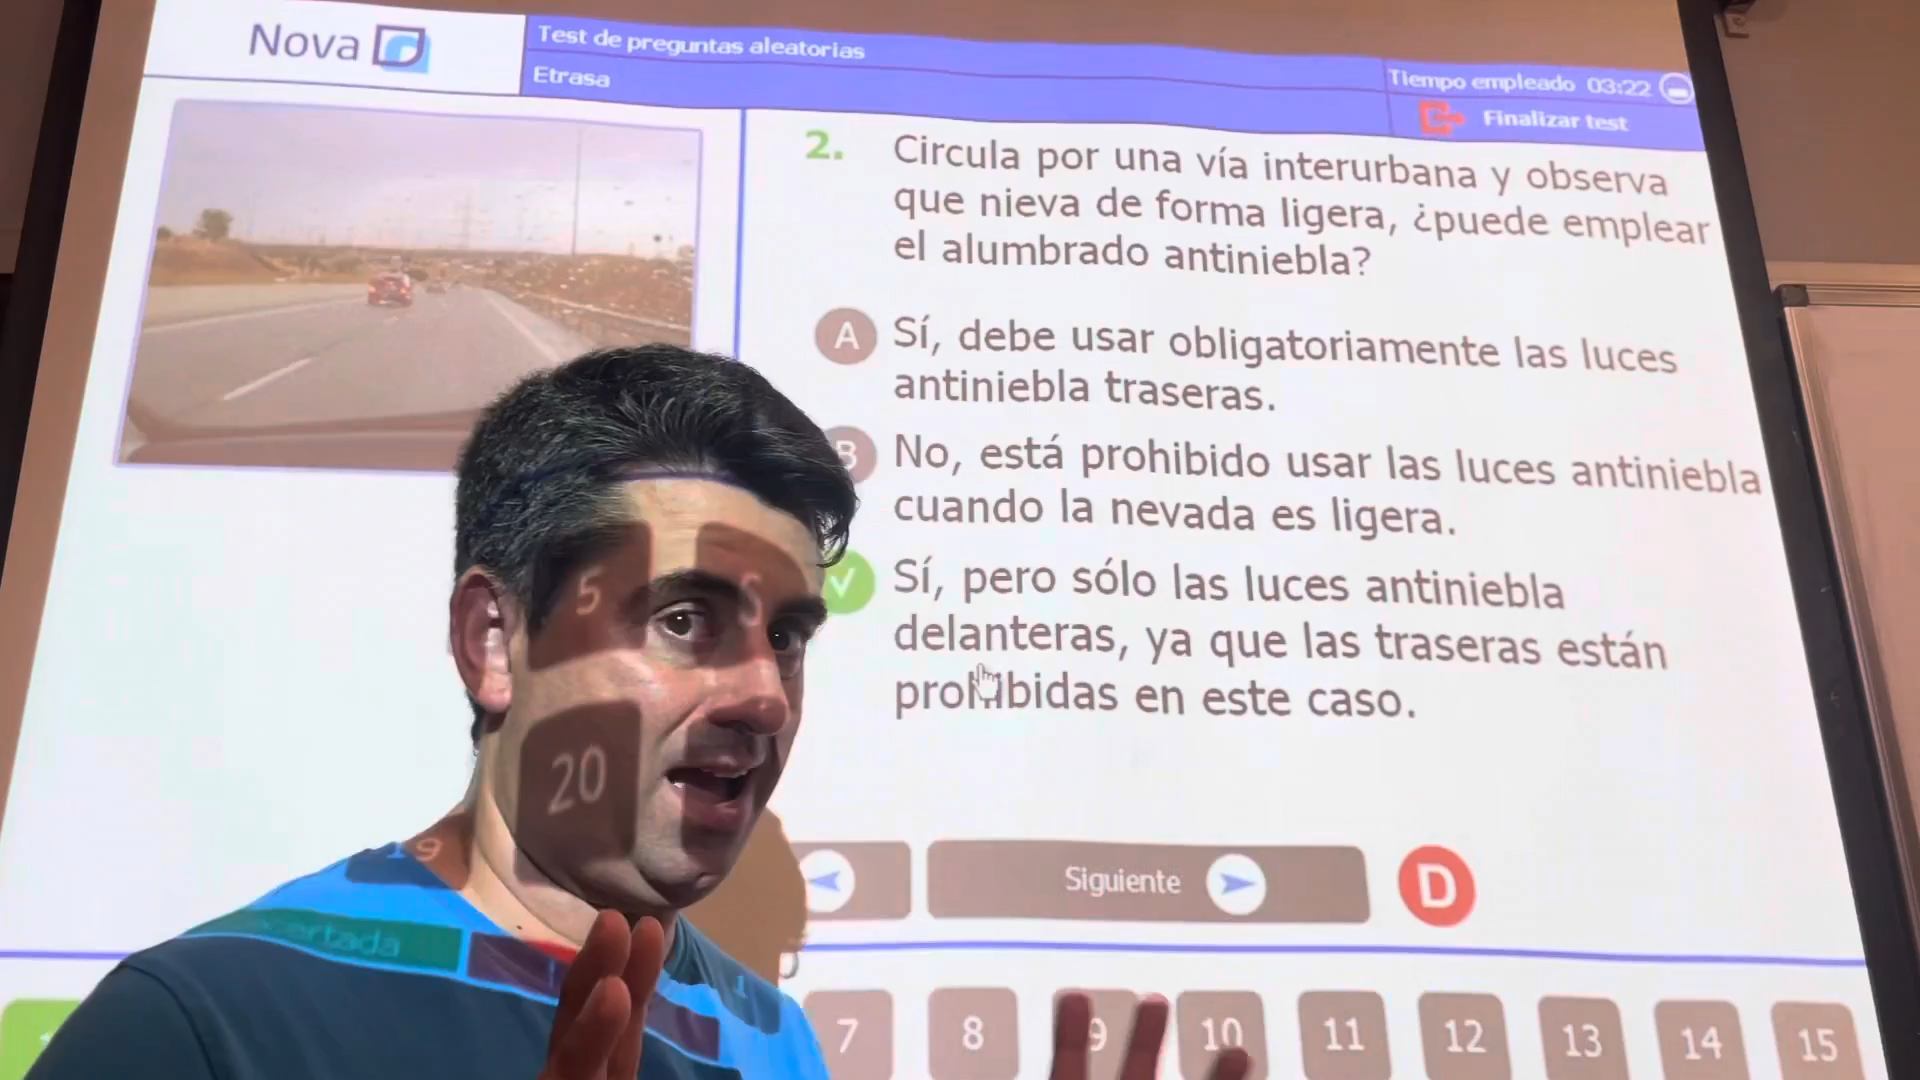 Nova
Test de preguntas aleatorias
Etrasa
Tiempo empleado 03:22
Finalizar test
2. Circula por una vía interurbana y observa
que nieva de forma ligera, ¿puede emplear
el alumbrado antiniebla?
A Sí, debe usar obligatoriamente las luces
antiniebla traseras.
B No, está prohibido usar las luces antiniebla
cuando la nevada es ligera.
Sí, pero sólo las luces antiniebla
delanteras, ya que las traseras están
prohibidas en este caso.
5
20
19
Siguiente
D
7 8 9 10 11 12 13 14 15